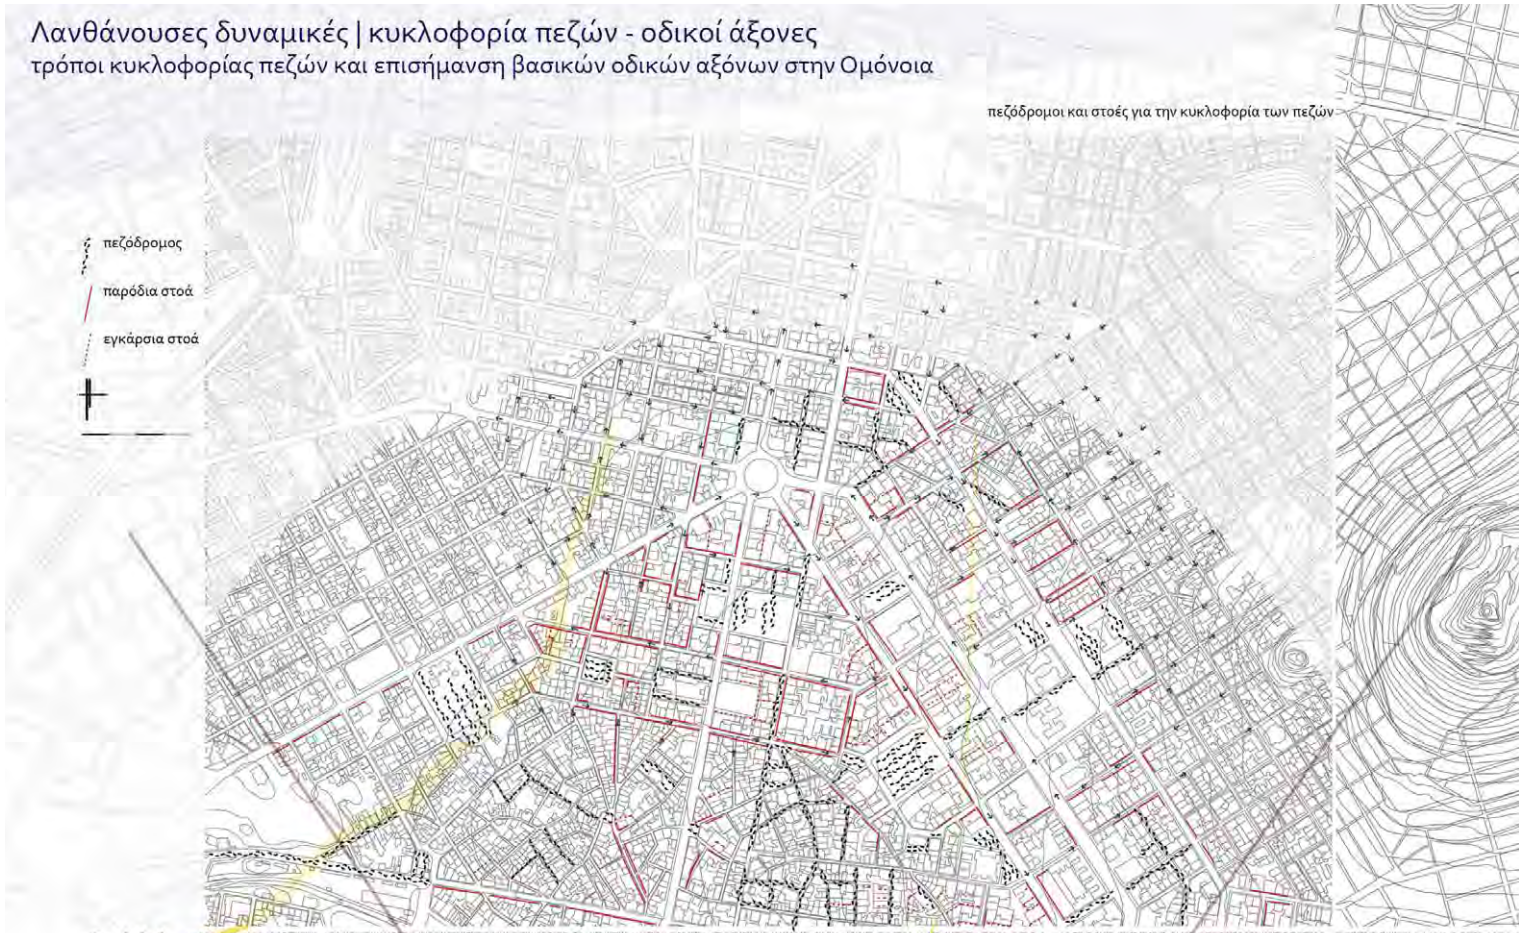 Λανθάνουσες δυναμικές | κυκλοφορία πεζών - οδικοί άξονες
τρόποι κυκλοφορίας πεζών και επισήμανση βασικών οδικών αξόνων στην Ομόνοια
πεζόδρομοι και στοές για την κυκλοφορία των πεζών
πεζόδρομος
παρόδια στοά
εγκάρσια στοά